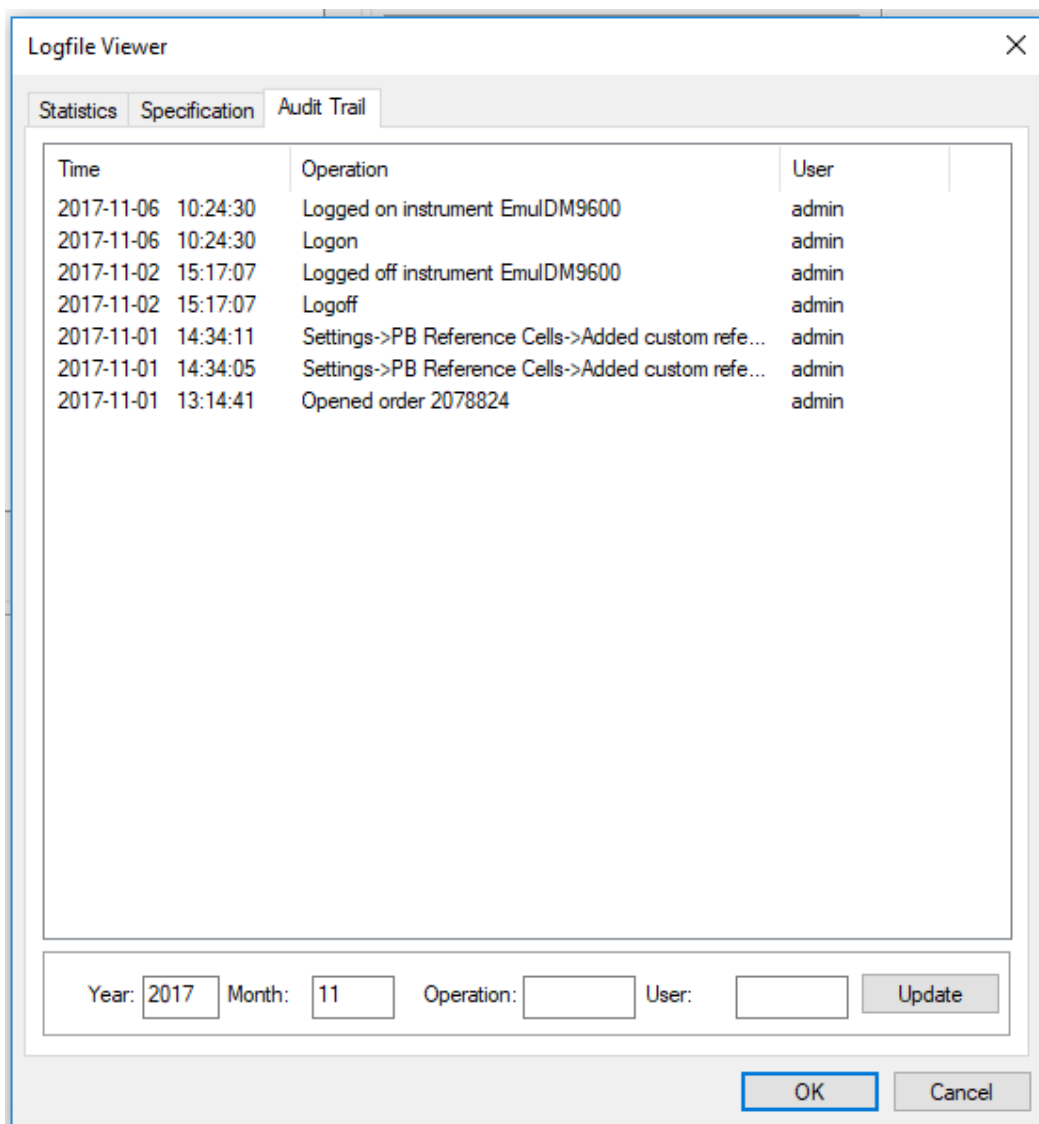 Logfile Viewer
Statistics Specification Audit Trail
Time Operation User
2017-11-06 10:24:30 Logged on instrument EmulDM9600 admin
2017-11-06 10:24:30 Logon admin
2017-11-02 15:17:07 Logged off instrument EmulDM9600 admin
2017-11-02 15:17:07 Logoff admin
2017-11-01 14:34:11 Settings->PB Reference Cells->Added custom refe... admin
2017-11-01 14:34:05 Settings->PB Reference Cells->Added custom refe... admin
2017-11-01 13:14:41 Opened order 2078824 admin
Year: 2017 Month: 11 Operation: User: Update
OK Cancel